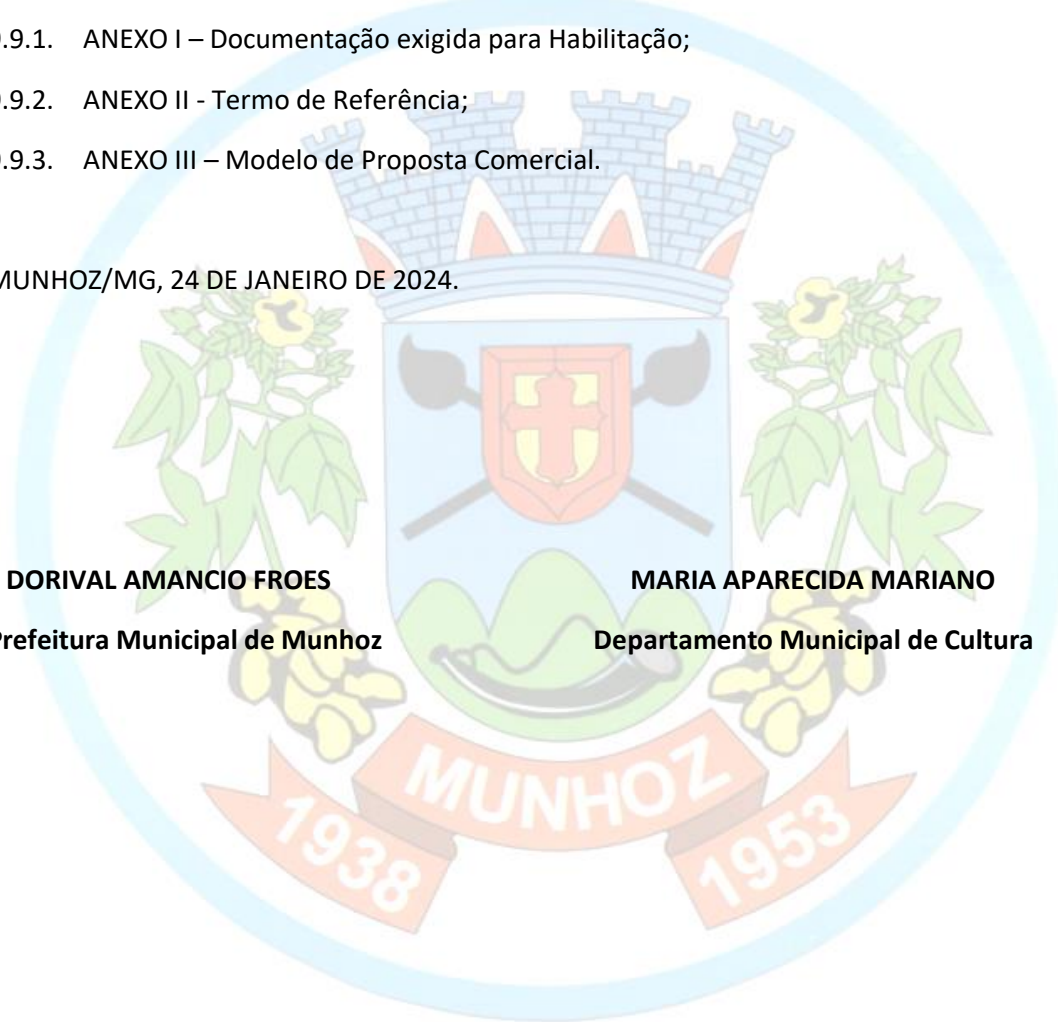 .9.1. ANEXO I – Documentação exigida para Habilitação;
.9.2. ANEXO II - Termo de Referência;
.9.3. ANEXO III – Modelo de Proposta Comercial.
MUNHOZ/MG, 24 DE JANEIRO DE 2024.
DORIVAL AMANCIO FROES MARIA APARECIDA MARIANO
Prefeitura Municipal de Munhoz Departamento Municipal de Cultura
MUNHOZ
1938 1953